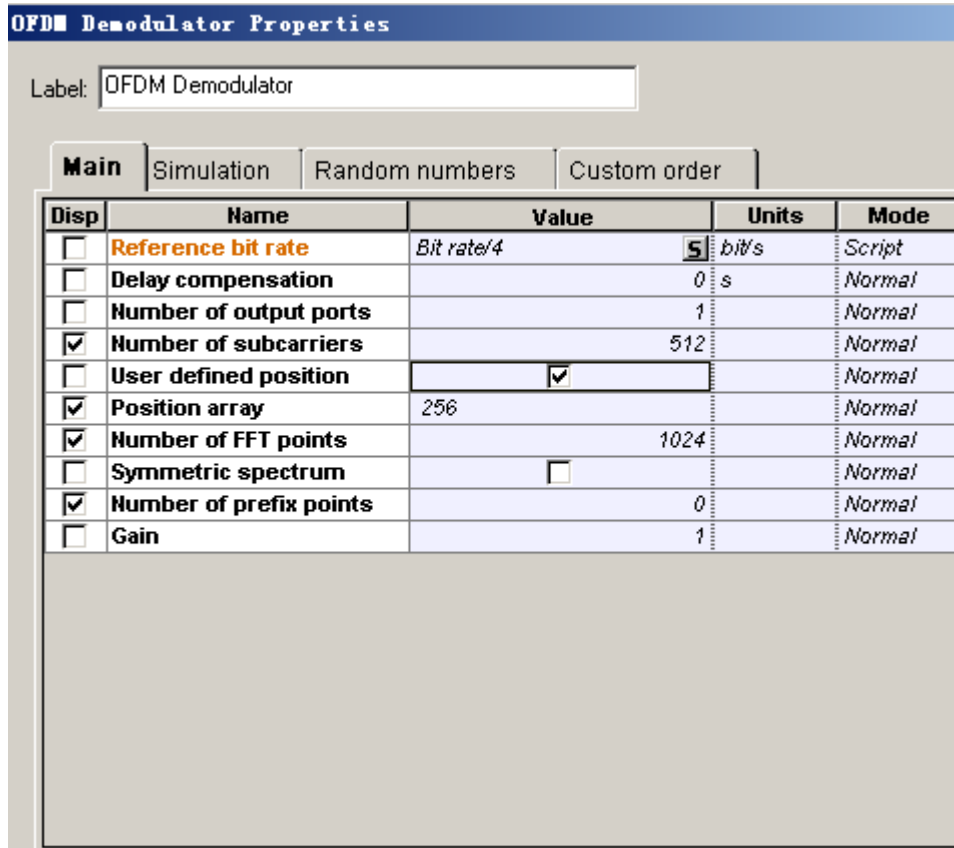 OFDM Demodulator Properties
Label: OFDM Demodulator
Main Simulation Random numbers Custom order
Disp Name Value Units Mode
Reference bit rate Bit rate/4 S bit/s Script
Delay compensation 0 s Normal
Number of output ports 1 Normal
Number of subcarriers 512 Normal
User defined position Normal
Position array 256 Normal
Number of FFT points 1024 Normal
Symmetric spectrum Normal
Number of prefix points 0 Normal
Gain 1 Normal